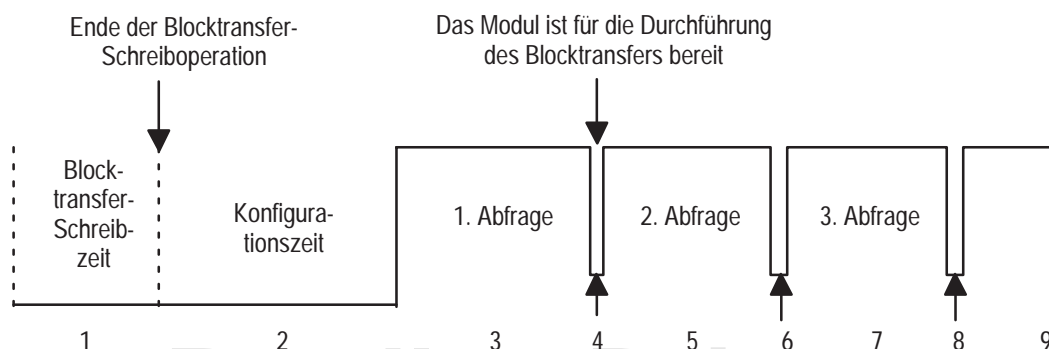 Ende der Blocktransfer-
Schreiboperation
Das Modul ist für die Durchführung
des Blocktransfers bereit
Block-
transfer-
Schreib-
zeit
Konfigura-
tionszeit
1. Abfrage
2. Abfrage
3. Abfrage
1 2 3 4 5 6 7 8 9